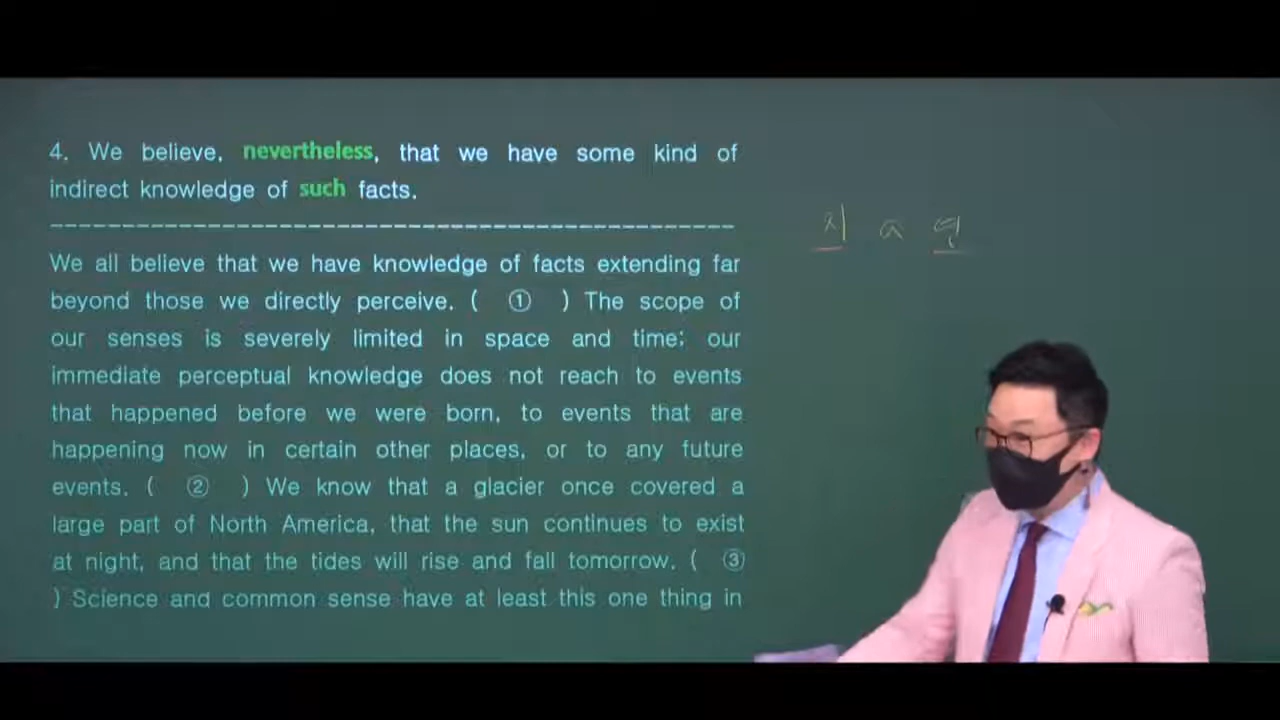 4. We believe, nevertheless, that we have some kind of
indirect knowledge of such facts.
We all believe that we have knowledge of facts extending far
beyond those we directly perceive. ( ① ) The scope of
our senses is severely limited in space and time; our
immediate perceptual knowledge does not reach to events
that happened before we were born, to events that are
happening now in certain other places, or to any future
events. ( ② ) We know that a glacier once covered a
large part of North America, that the sun continues to exist
at night, and that the tides will rise and fall tomorrow. ( ③
) Science and common sense have at least this one thing in